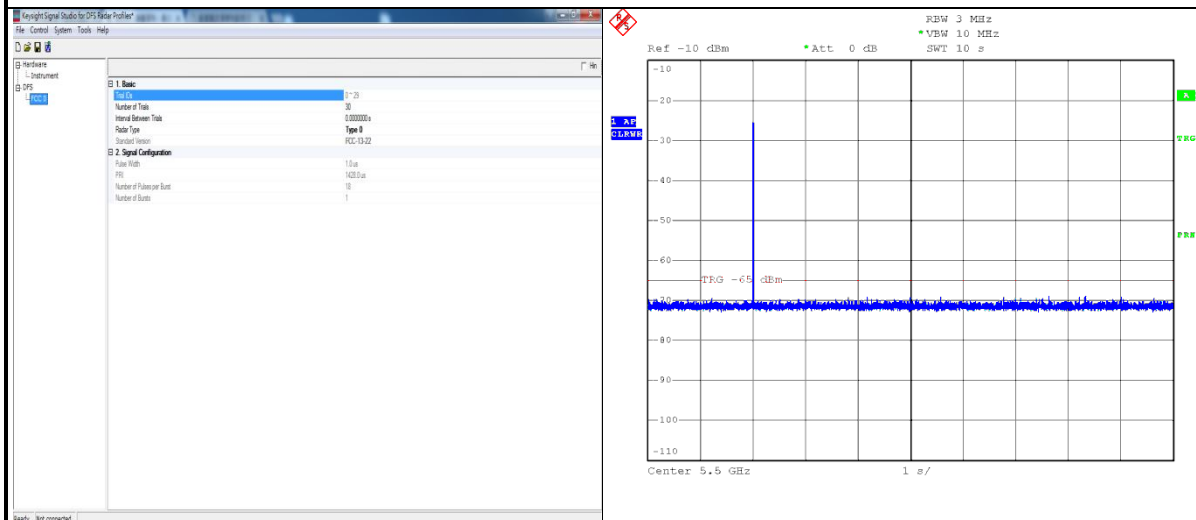 Keysight Signal Studio for DFS Radar Profiles*
File Control System Tools Help
Hardware
Instrument
DFS
FCC 0
Hin
1. Basic
Trial IDs 0~29
Number of Trials 30
Interval Between Trials 0.0000000 s
Radar Type Type 0
Standard Version FCC-13-22
2. Signal Configuration
Pulse Width 1.0 us
PRI 1428.0 us
Number of Pulses per Burst 18
Number of Bursts 1
Ready Not connected
R S
RBW 3 MHz
*VBW 10 MHz
Ref -10 dBm *Att 0 dB SWT 10 s
-10
-20
A
1 AP
CLRWR
-30
TRG
-40
-50
PRN
-60
TRG -65 dBm
-70
-80
-90
-100
-110
Center 5.5 GHz 1 s/